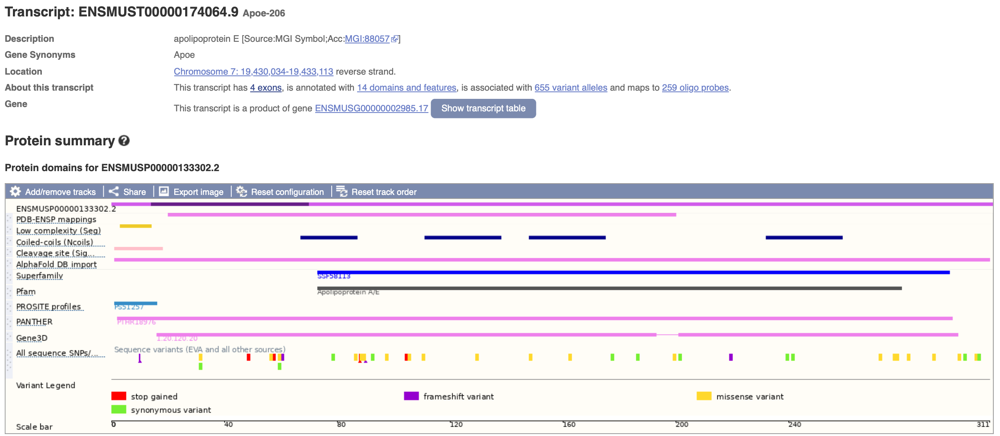 Transcript: ENSMUST00000174064.9 Apoe-206
Description apolipoprotein E [Source:MGI Symbol;Acc:MGI:88057]
Gene Synonyms Apoe
Location Chromosome 7: 19,430,034-19,433,113 reverse strand.
About this transcript This transcript has 4 exons, is annotated with 14 domains and features, is associated with 655 variant alleles and maps to 259 oligo probes.
Gene This transcript is a product of gene ENSMUSG00000002985.17 Show transcript table
Protein summary ?
Protein domains for ENSMUSP00000133302.2
Add/remove tracks Share Export image Reset configuration Reset track order
ENSMUSP00000133302.2
PDB-ENSP mappings
Low complexity (Seg)
Coiled-coils (Ncoils)
Cleavage site (Sig...
AlphaFold DB import
Superfamily SSF58113
Pfam Apolipoprotein A/E
PROSITE profiles PS51257
PANTHER PTHR18976
Gene3D 1.20.120.20
Sequence variants (EVA and all other sources)
All sequence SNPs/...
Variant Legend
stop gained frameshift variant missense variant
synonymous variant
Scale bar 0 40 80 120 160 200 240 311